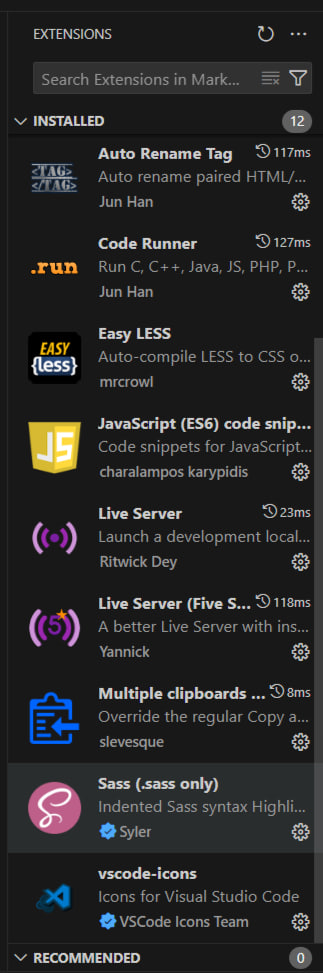 EXTENSIONS
Search Extensions in Mark...
INSTALLED 12
<TAG>
</TAG>
Auto Rename Tag 117ms
Auto rename paired HTML/...
Jun Han
.run
Code Runner 127ms
Run C, C++, Java, JS, PHP, P...
Jun Han
EASY
{less}
Easy LESS
Auto-compile LESS to CSS o...
mrcrowl
JS
JavaScript (ES6) code snip...
Code snippets for JavaScript...
charalampos karypidis
Live Server 23ms
Launch a development local...
Ritwick Dey
5
Live Server (Five S... 118ms
A better Live Server with ins...
Yannick
Multiple clipboards ... 8ms
Override the regular Copy a...
slevesque
Sass (.sass only)
Indented Sass syntax Highli...
Syler
vscode-icons
Icons for Visual Studio Code
VSCode Icons Team
RECOMMENDED 0